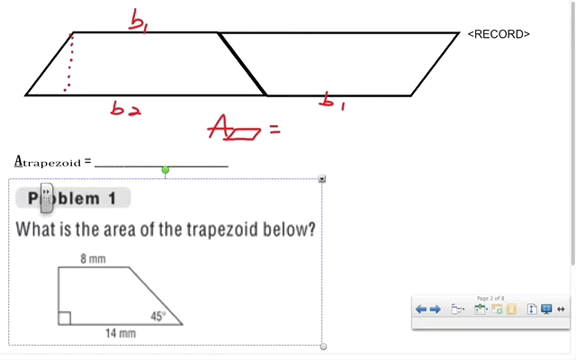 b1
<RECORD>
b2
b1
A =
Atrapezoid = ____________
Problem 1
What is the area of the trapezoid below?
8 mm
45°
14 mm
Page 2 of 8